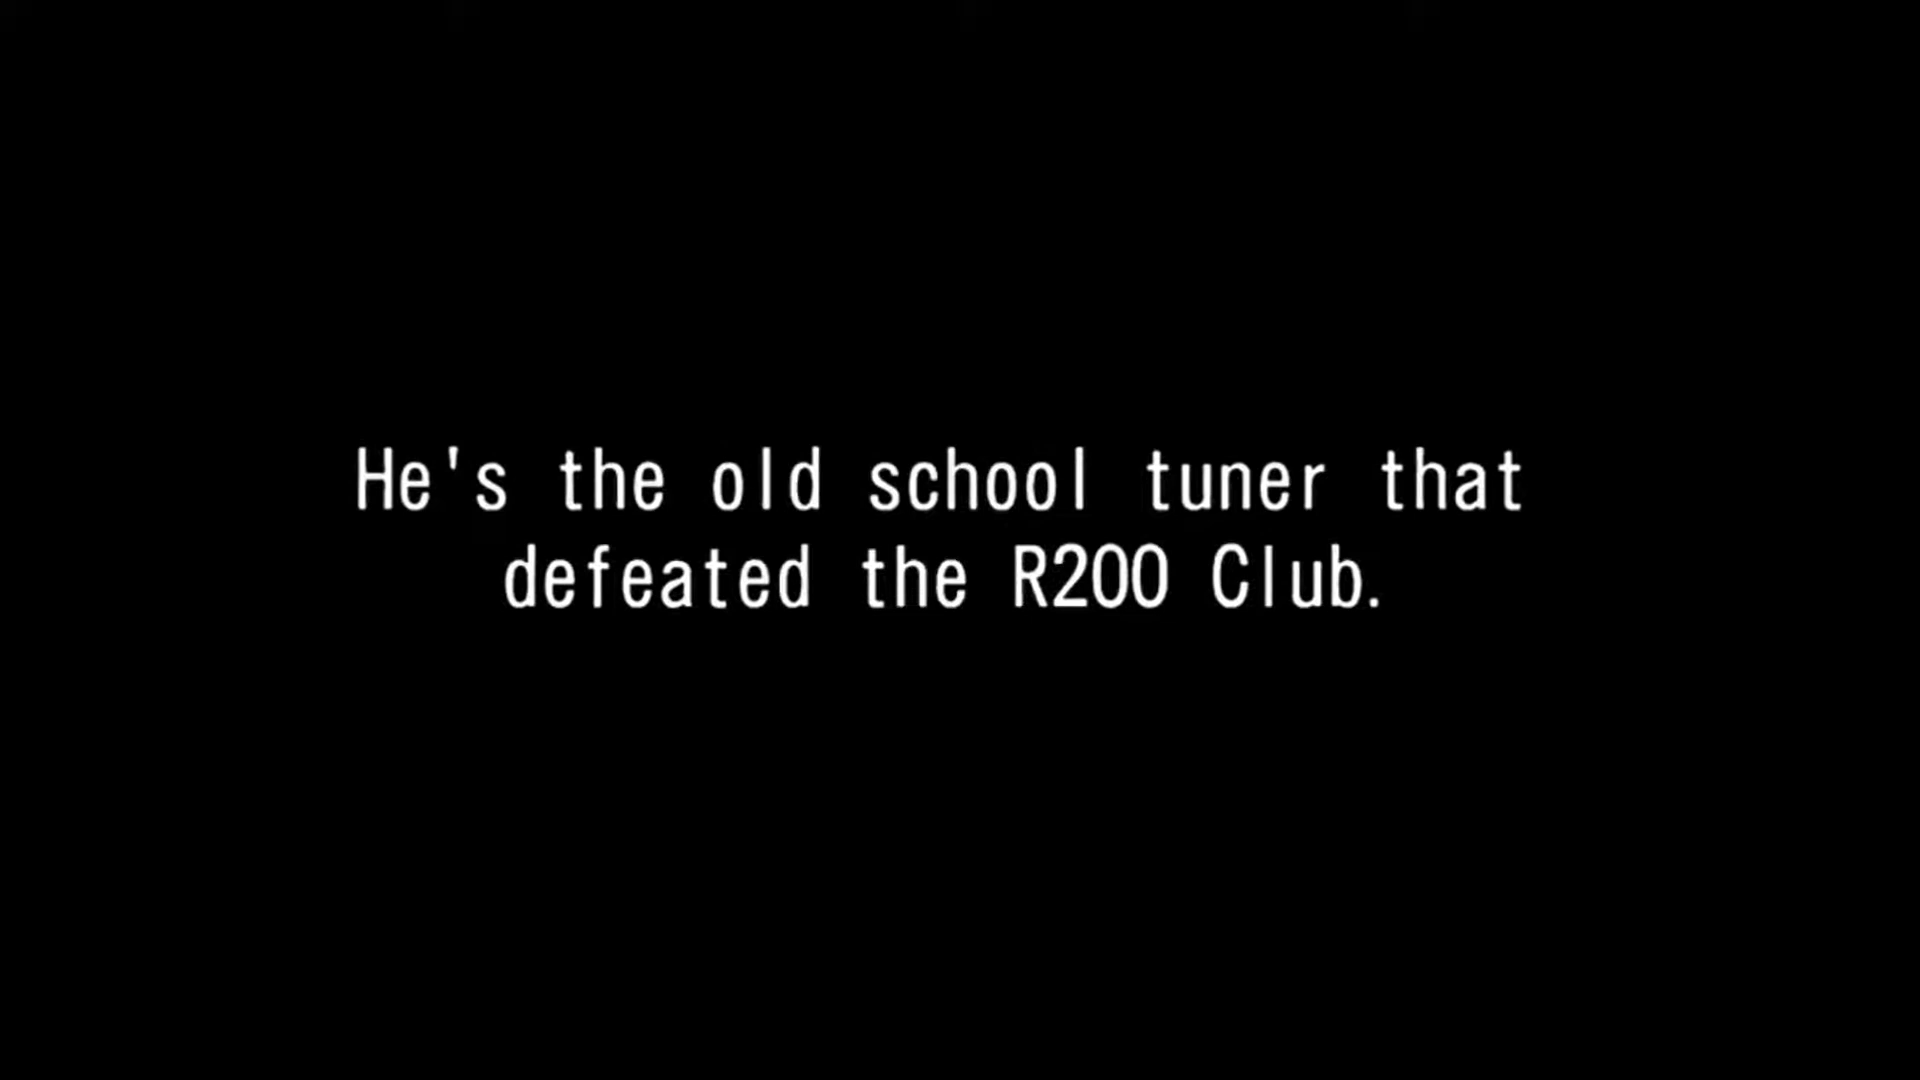 He's the old school tuner that
defeated the R200 Club.